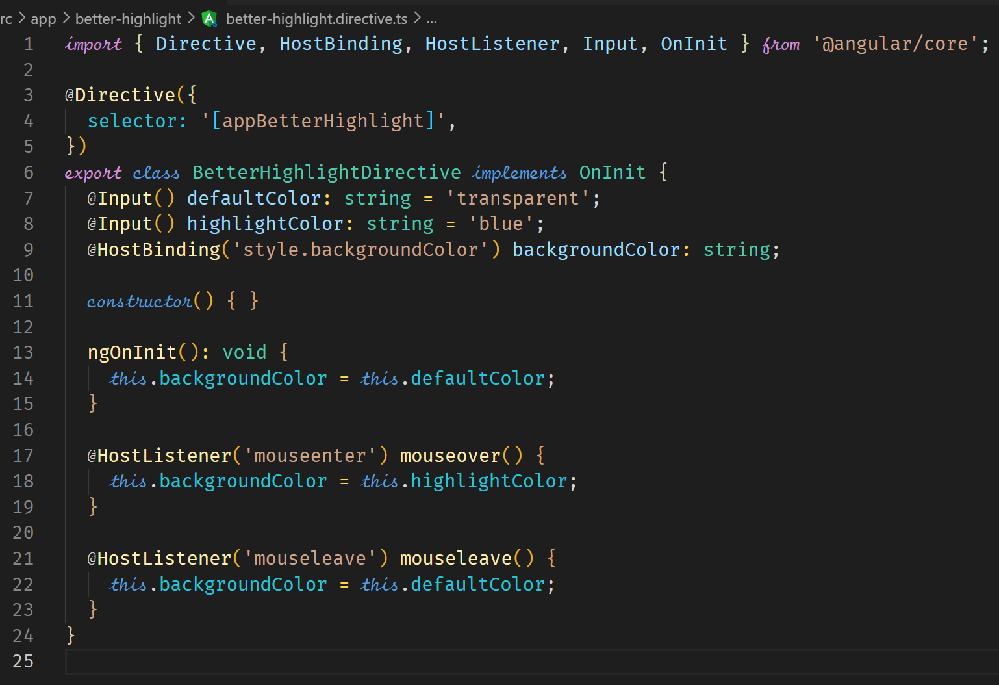 rc > app > better-highlight > better-highlight.directive.ts > ...
1 import { Directive, HostBinding, HostListener, Input, OnInit } from '@angular/core';
2
3 @Directive({
4   selector: '[appBetterHighlight]',
5 })
6 export class BetterHighlightDirective implements OnInit {
7   @Input() defaultColor: string = 'transparent';
8   @Input() highlightColor: string = 'blue';
9   @HostBinding('style.backgroundColor') backgroundColor: string;
10
11   constructor() { }
12
13   ngOnInit(): void {
14     this.backgroundColor = this.defaultColor;
15   }
16
17   @HostListener('mouseenter') mouseover() {
18     this.backgroundColor = this.highlightColor;
19   }
20
21   @HostListener('mouseleave') mouseleave() {
22     this.backgroundColor = this.defaultColor;
23   }
24 }
25